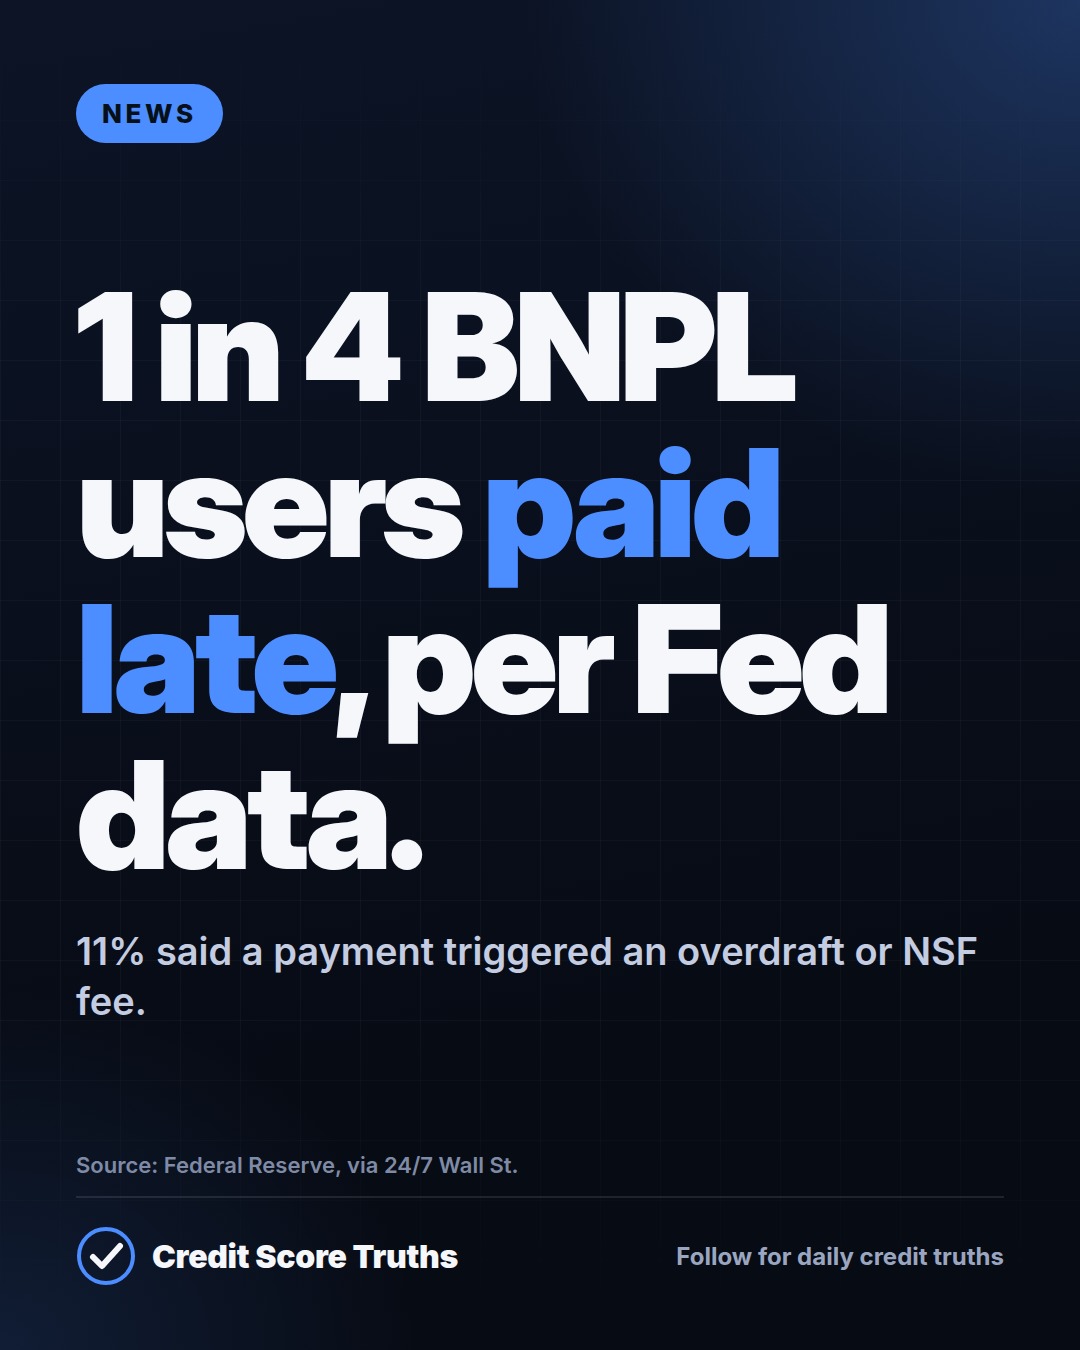 NEWS
1 in 4 BNPL
users paid
late, per Fed
data.
11% said a payment triggered an overdraft or NSF
fee.
Source: Federal Reserve, via 24/7 Wall St.
Credit Score Truths
Follow for daily credit truths